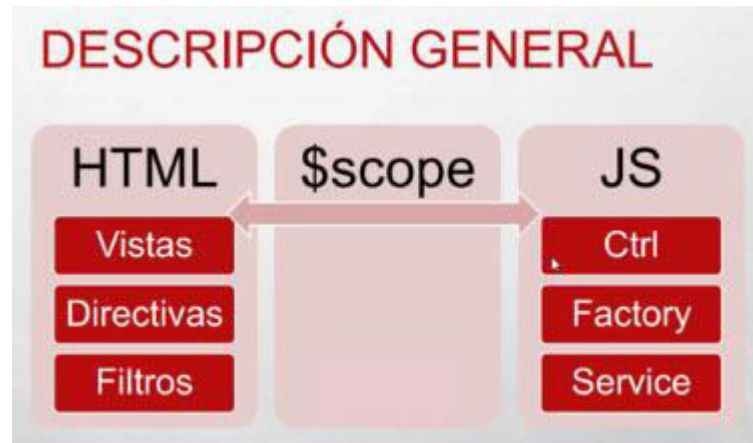 DESCRIPCIÓN GENERAL
HTML
Vistas
Directivas
Filtros
$scope
JS
Ctrl
Factory
Service